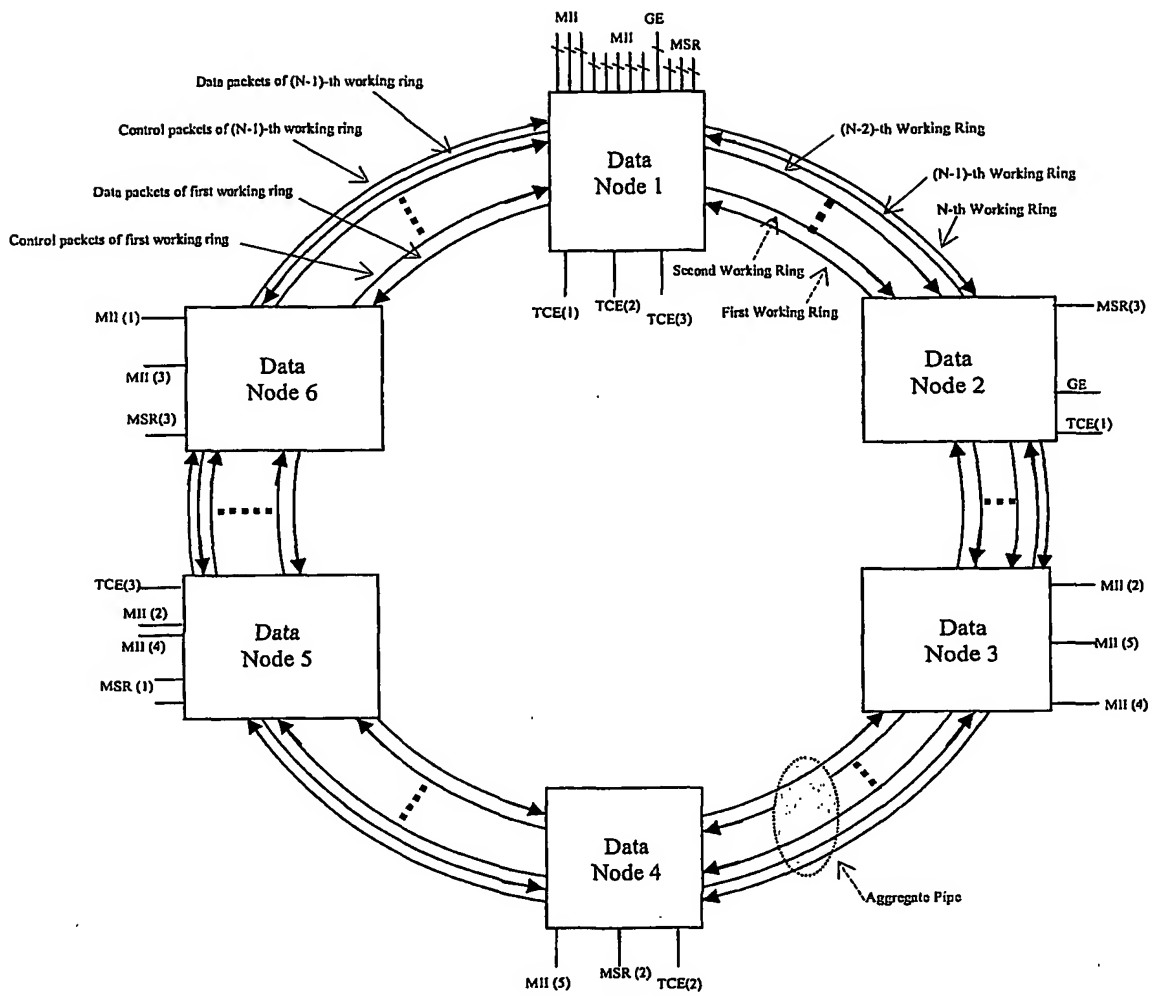 MII
GE
MII
MSR
Data packets of (N-1)-th working ring
Control packets of (N-1)-th working ring
Data packets of first working ring
Control packets of first working ring
Data
Node 1
(N-2)-th Working Ring
(N-1)-th Working Ring
N-th Working Ring
Second Working Ring
First Working Ring
TCE(1)
TCE(2)
TCE(3)
MII (1)
MII (3)
MSR(3)
Data
Node 6
Data
Node 2
MSR(3)
GE
TCE(1)
TCE(3)
MII (2)
MII (4)
MSR (1)
Data
Node 5
Data
Node 3
MII (2)
MII(5)
MII (4)
Data
Node 4
Aggregate Pipe
MII (5)
MSR (2)
TCE(2)